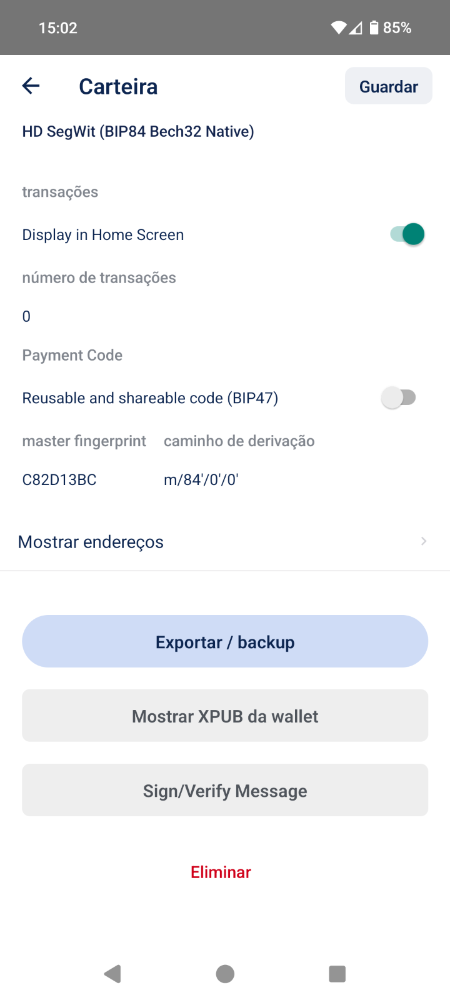 15:02
85%
Carteira
Guardar
HD SegWit (BIP84 Bech32 Native)
transações
Display in Home Screen
número de transações
0
Payment Code
Reusable and shareable code (BIP47)
master fingerprint caminho de derivação
C82D13BC m/84'/0'/0'
Mostrar endereços
Exportar / backup
Mostrar XPUB da wallet
Sign/Verify Message
Eliminar